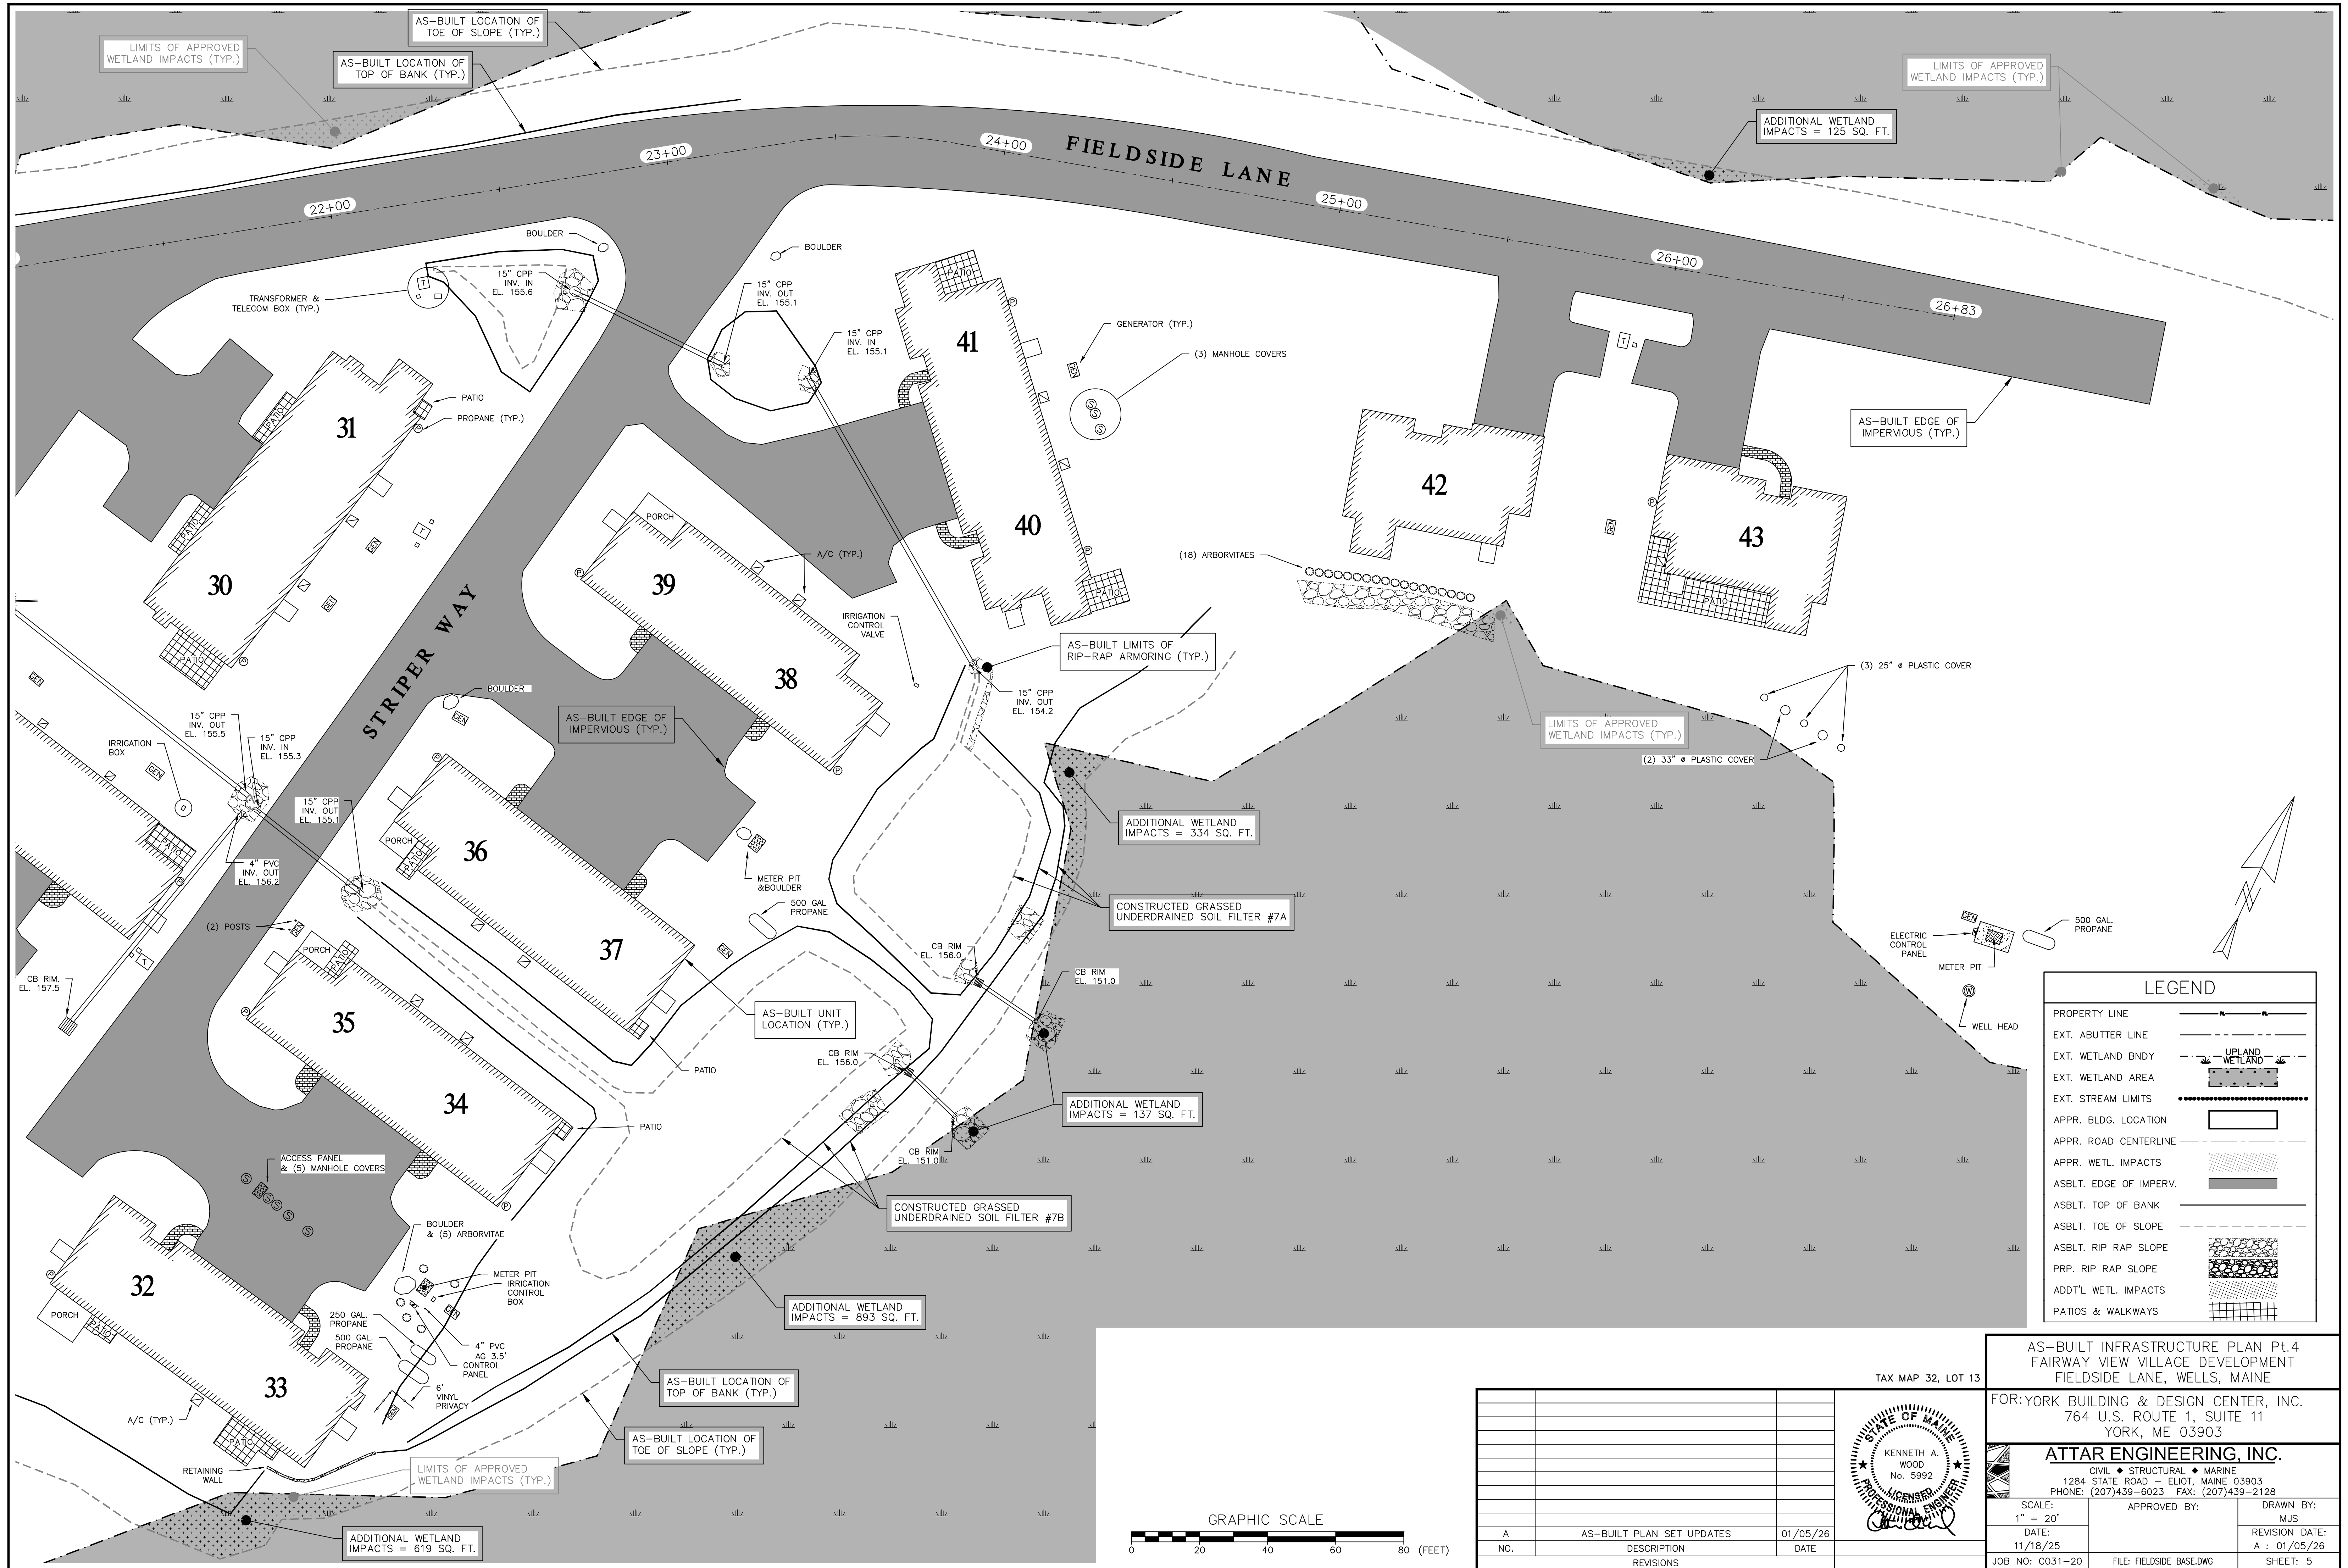 AS-BUILT LOCATION OF
TOE OF SLOPE (TYP.)
LIMITS OF APPROVED
WETLAND IMPACTS (TYP.)
AS-BUILT LOCATION OF
TOP OF BANK (TYP.)
LIMITS OF APPROVED
WETLAND IMPACTS (TYP.)
ADDITIONAL WETLAND
IMPACTS = 125 SQ. FT.
22+00
23+00
24+00
FIELDSIDE LANE
25+00
26+00
26+83
BOULDER
BOULDER
15" CPP
INV. IN
EL. 155.6
TRANSFORMER &
TELECOM BOX (TYP.)
T
15" CPP
INV. OUT
EL. 155.1
15" CPP
INV. IN
EL. 155.1
PATIO
P
41
GENERATOR (TYP.)
GEN
(3) MANHOLE COVERS
S
S
S
T
AS-BUILT EDGE OF
IMPERVIOUS (TYP.)
PATIO
PROPANE (TYP.)
P
PATIO
31
PATIO
30
PATIO
P
GEN
GEN
T
STRIPER WAY
PORCH
P
39
A/C (TYP.)
38
P
40
P
PATIO
IRRIGATION
CONTROL
VALVE
(18) ARBORVITAES
42
GEN
P
43
PATIO
AS-BUILT LIMITS OF
RIP-RAP ARMORING (TYP.)
15" CPP
INV. OUT
EL. 154.2
LIMITS OF APPROVED
WETLAND IMPACTS (TYP.)
(3) 25" ø PLASTIC COVER
(2) 33" ø PLASTIC COVER
GEN
15" CPP
INV. OUT
EL. 155.5
15" CPP
INV. IN
EL. 155.3
IRRIGATION
BOX
GEN
PATIO
P
4" PVC
INV. OUT
EL. 156.2
15" CPP
INV. OUT
EL. 155.1
BOULDER
GEN
P
AS-BUILT EDGE OF
IMPERVIOUS (TYP.)
PORCH
PATIO
36
37
METER PIT
&BOULDER
500 GAL
PROPANE
GEN
ADDITIONAL WETLAND
IMPACTS = 334 SQ. FT.
CONSTRUCTED GRASSED
UNDERDRAINED SOIL FILTER #7A
CB RIM
EL. 156.0
CB RIM
EL. 151.0
AS-BUILT UNIT
LOCATION (TYP.)
PATIO
CB RIM
EL. 156.0
ADDITIONAL WETLAND
IMPACTS = 137 SQ. FT.
CB RIM
EL. 151.0
CB RIM.
EL. 157.5
T
(2) POSTS
GEN
PORCH
PATIO
P
35
34
PATIO
P
ACCESS PANEL
& (5) MANHOLE COVERS
S
S
S
S
S
CONSTRUCTED GRASSED
UNDERDRAINED SOIL FILTER #7B
BOULDER
& (5) ARBORVITAE
METER PIT
IRRIGATION
CONTROL
BOX
GEN
P
32
PORCH
PATIO
250 GAL.
PROPANE
500 GAL.
PROPANE
4" PVC
AG 3.5'
CONTROL
PANEL
6'
VINYL
PRIVACY
GEN
33
A/C (TYP.)
PATIO
RETAINING
WALL
ADDITIONAL WETLAND
IMPACTS = 893 SQ. FT.
AS-BUILT LOCATION OF
TOP OF BANK (TYP.)
AS-BUILT LOCATION OF
TOE OF SLOPE (TYP.)
LIMITS OF APPROVED
WETLAND IMPACTS (TYP.)
ADDITIONAL WETLAND
IMPACTS = 619 SQ. FT.
GEN
ELECTRIC
CONTROL
PANEL
500 GAL.
PROPANE
METER PIT
W
WELL HEAD
N
LEGEND
PROPERTY LINE
EXT. ABUTTER LINE
EXT. WETLAND BNDY
UPLAND
WETLAND
EXT. WETLAND AREA
EXT. STREAM LIMITS
APPR. BLDG. LOCATION
APPR. ROAD CENTERLINE
APPR. WETL. IMPACTS
ASBLT. EDGE OF IMPERV.
ASBLT. TOP OF BANK
ASBLT. TOE OF SLOPE
ASBLT. RIP RAP SLOPE
PRP. RIP RAP SLOPE
ADDT'L WETL. IMPACTS
PATIOS & WALKWAYS
GRAPHIC SCALE
0 20 40 60 80 (FEET)
TAX MAP 32, LOT 13
A AS-BUILT PLAN SET UPDATES 01/05/26
NO. DESCRIPTION DATE
REVISIONS
STATE OF MAINE
KENNETH A.
WOOD
No. 5992
LICENSED
PROFESSIONAL ENGINEER
AS-BUILT INFRASTRUCTURE PLAN Pt.4
FAIRWAY VIEW VILLAGE DEVELOPMENT
FIELDSIDE LANE, WELLS, MAINE
FOR: YORK BUILDING & DESIGN CENTER, INC.
764 U.S. ROUTE 1, SUITE 11
YORK, ME 03903
ATTAR ENGINEERING, INC.
CIVIL ◆ STRUCTURAL ◆ MARINE
1284 STATE ROAD - ELIOT, MAINE 03903
PHONE: (207)439-6023 FAX: (207)439-2128
SCALE:
1" = 20'
APPROVED BY:
DRAWN BY:
MJS
DATE:
11/18/25
REVISION DATE:
A : 01/05/26
JOB NO: C031-20
FILE: FIELDSIDE BASE.DWG
SHEET: 5